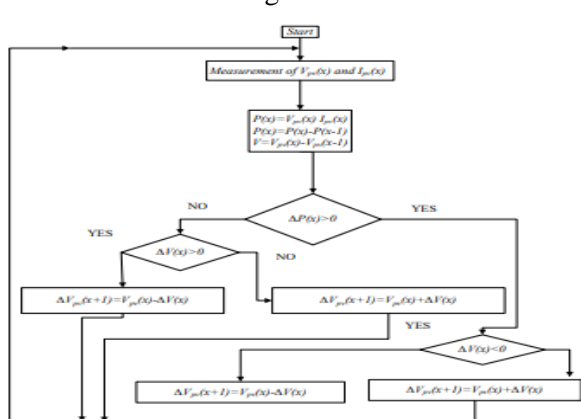 Start
Measurement of Vpv(x) and Ipv(x)
P(x)=Vpv(x) Ipv(x)
P(x)=P(x)-P(x-1)
V=Vpv(x)-Vpv(x-1)
NO
ΔP(x)>0
YES
YES
ΔV(x)>0
NO
ΔVpv(x+1)=Vpv(x)-ΔV(x)
ΔVpv(x+1)=Vpv(x)+ΔV(x)
YES
ΔV(x)<0
ΔVpv(x+1)=Vpv(x)-ΔV(x)
ΔVpv(x+1)=Vpv(x)+ΔV(x)